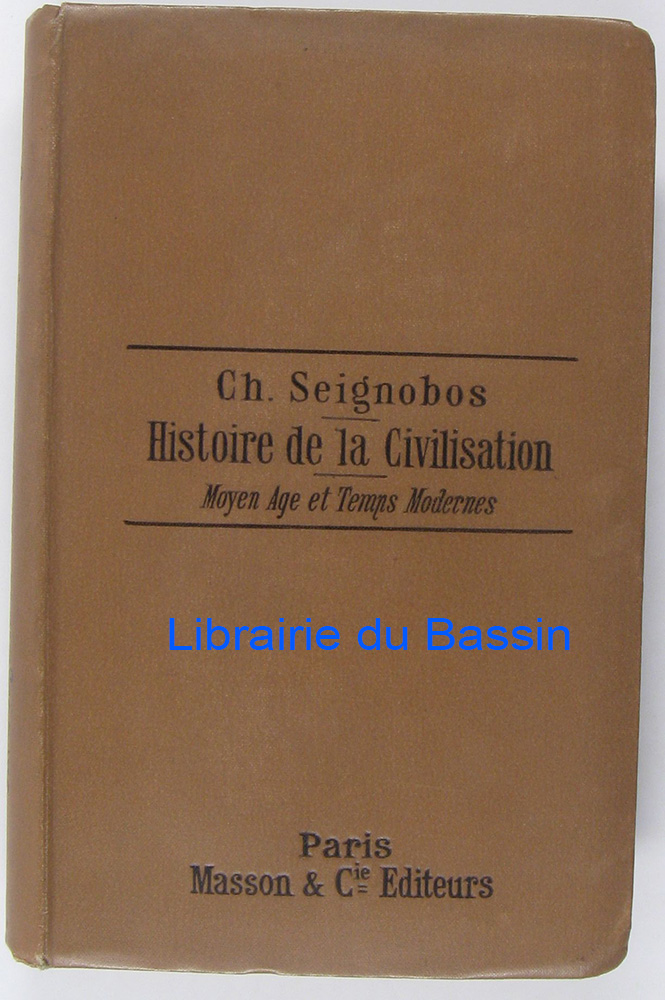 Ch. Seignobos
Histoire de la Civilisation
Moyen Age et Temps Modernes
Librairie du Bassin
Paris
Masson & Cie Editeurs